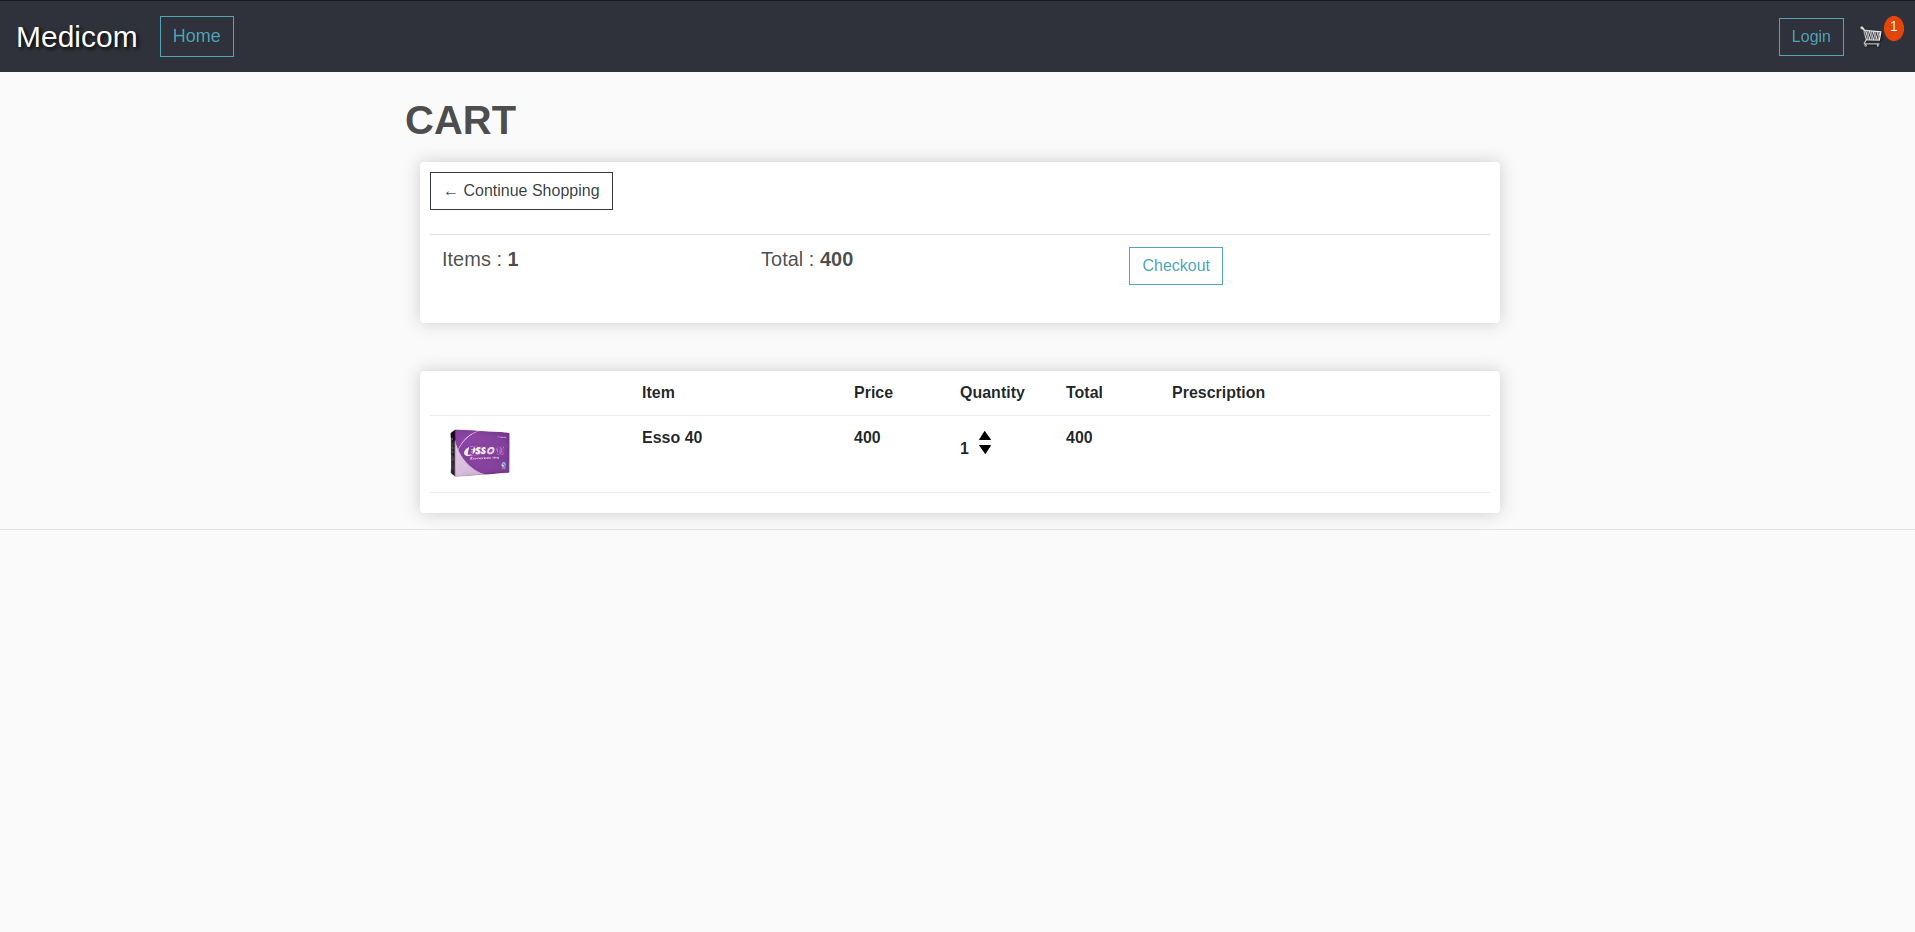 Medicom Home Login 1
CART
← Continue Shopping
Items : 1 Total : 400 Checkout
Item Price Quantity Total Prescription
Esso 40 400 1 400